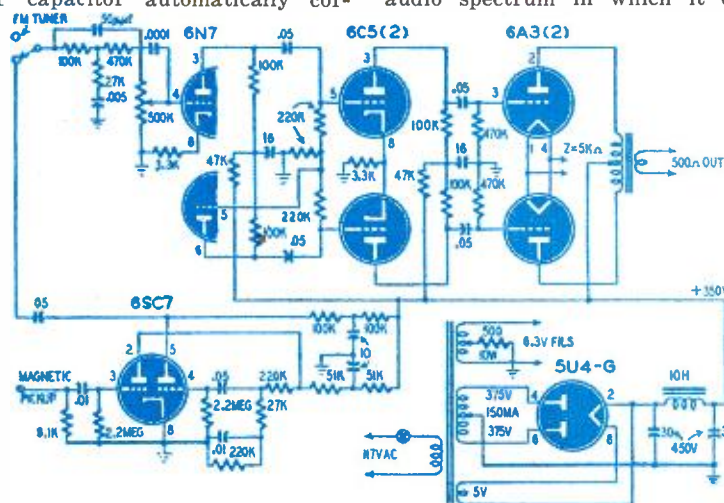 capacitor automatically cor-
audio spectrum in which it
FM TUNER
50μμf
.0001
6N7
.05
6C5(2)
6A3(2)
100K
470K
27K
.005
500K
3.3K
3
4
8
100K
220K
16
47K
5
6
220K
100K
.05
3
5
8
3.3K
100K
47K
.05
16
470K
100K
470K
.05
2
3
1
4
Z=5KΩ
500Ω OUT
+350V
.05
6SC7
100K
100K
10
51K
51K
MAGNETIC
PICKUP
.01
8.1K
2.2MEG
2
5
3
4
8
.05
220K
2.2MEG
27K
.01
220K
50Ω
10W
6.3V FILS
5U4-G
10H
375V
150MA
375V
4
6
2
8
30
450V
117VAC
5V